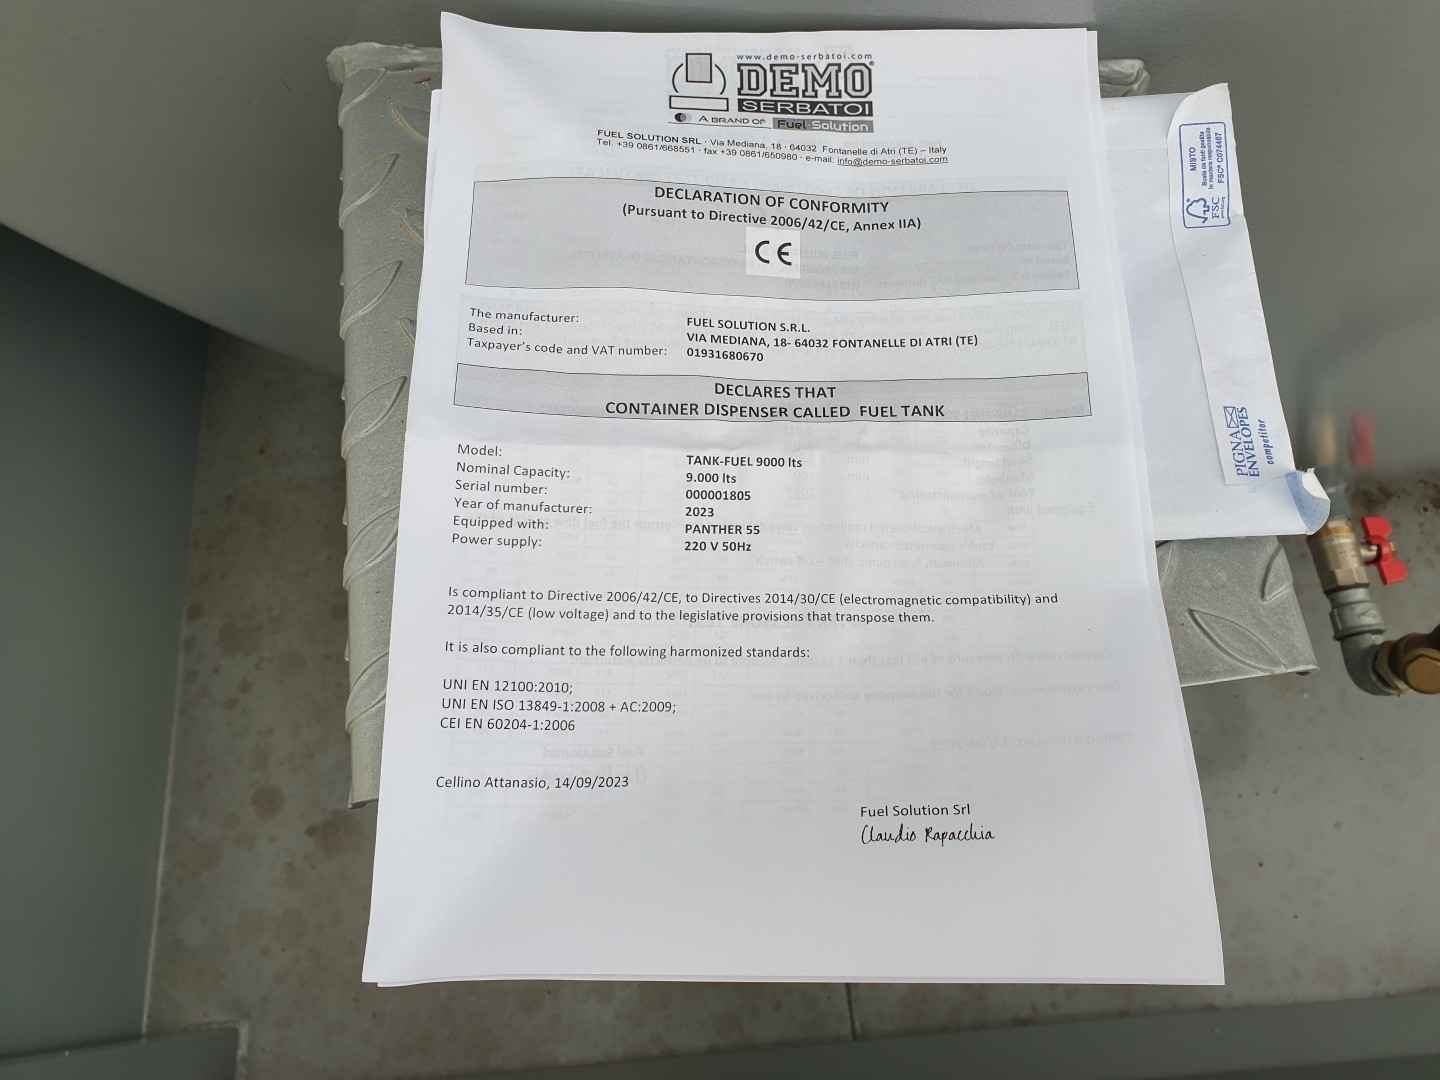 www.demo-serbatoi.com
DEMO®
SERBATOI
A BRAND OF Fuel Solution
FUEL SOLUTION SRL · Via Mediana, 18 · 64032 Fontanelle di Atri (TE) – Italy
Tel. +39 0861/668551 · fax +39 0861/650980 · e-mail: info@demo-serbatoi.com
DECLARATION OF CONFORMITY
(Pursuant to Directive 2006/42/CE, Annex IIA)
CE
The manufacturer: FUEL SOLUTION S.R.L.
Based in: VIA MEDIANA, 18- 64032 FONTANELLE DI ATRI (TE)
Taxpayer's code and VAT number: 01931680670
DECLARES THAT
CONTAINER DISPENSER CALLED FUEL TANK
Model: TANK-FUEL 9000 lts
Nominal Capacity: 9.000 lts
Serial number: 000001805
Year of manufacturer: 2023
Equipped with: PANTHER 55
Power supply: 220 V 50Hz
Is compliant to Directive 2006/42/CE, to Directives 2014/30/CE (electromagnetic compatibility) and
2014/35/CE (low voltage) and to the legislative provisions that transpose them.
It is also compliant to the following harmonized standards:
UNI EN 12100:2010;
UNI EN ISO 13849-1:2008 + AC:2009;
CEI EN 60204-1:2006
Cellino Attanasio, 14/09/2023
Fuel Solution Srl
Claudio Rapacchia
FSC
MISTO
FSC® C074487
PIGNA
ENVELOPES
competitor